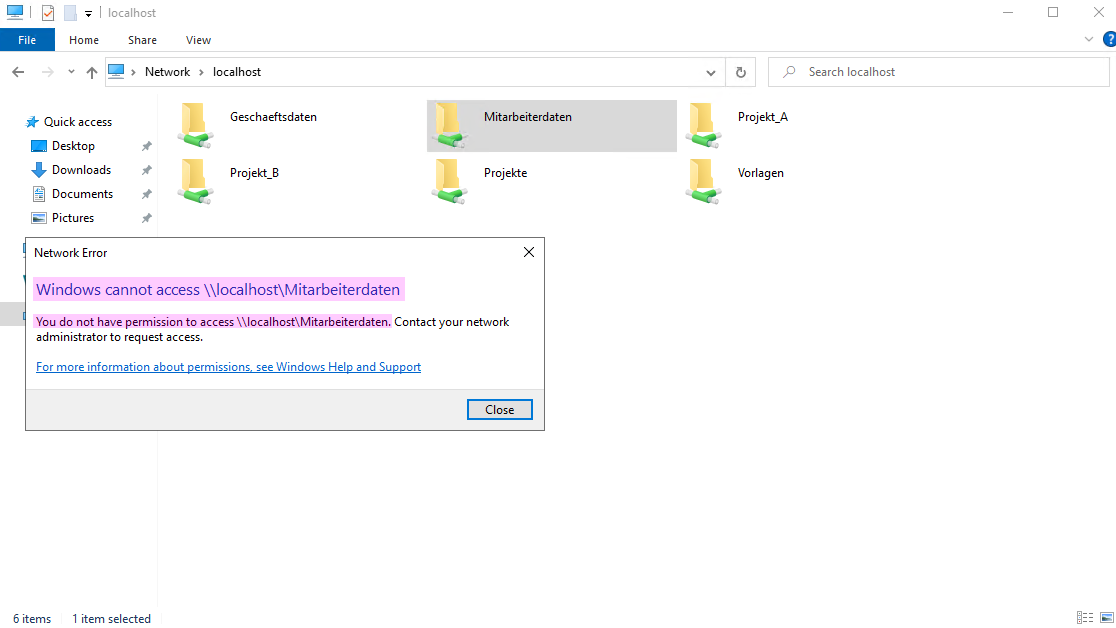 localhost
File Home Share View
Network > localhost
Search localhost
Quick access
Desktop
Downloads
Documents
Pictures
Geschaeftsdaten Mitarbeiterdaten Projekt_A
Projekt_B Projekte Vorlagen
Network Error
Windows cannot access \\localhost\Mitarbeiterdaten
You do not have permission to access \\localhost\Mitarbeiterdaten. Contact your network
administrator to request access.
For more information about permissions, see Windows Help and Support
Close
6 items 1 item selected